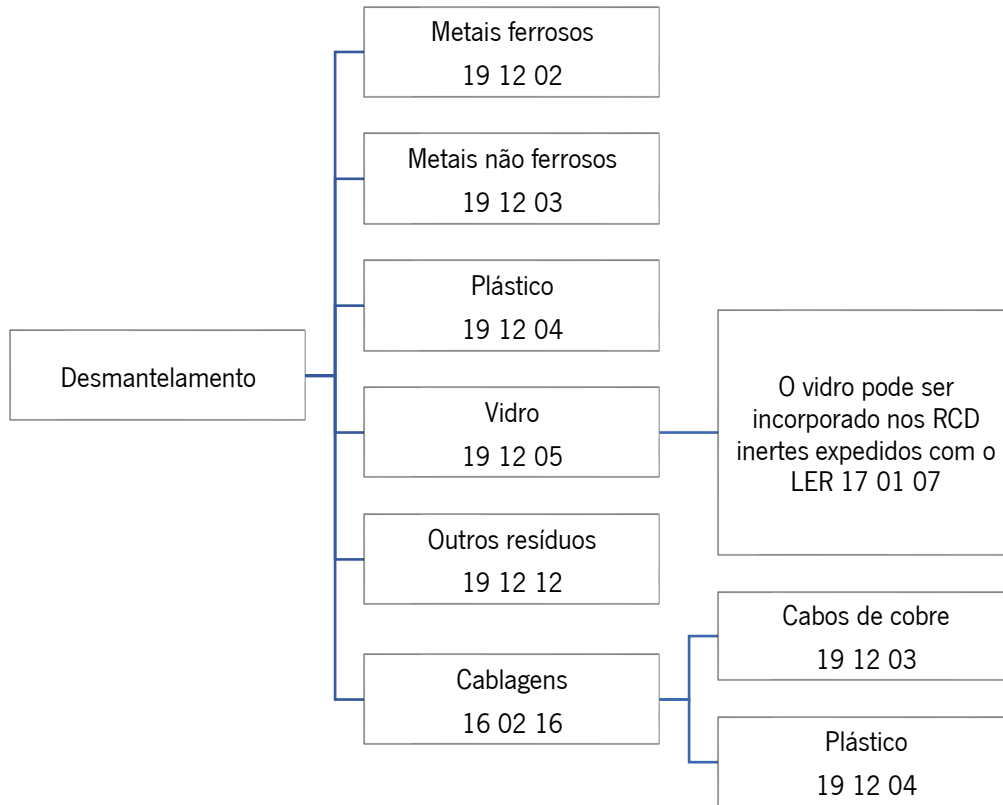 Desmantelamento
Metais ferrosos
19 12 02
Metais não ferrosos
19 12 03
Plástico
19 12 04
Vidro
19 12 05
O vidro pode ser
incorporado nos RCD
inertes expedidos com o
LER 17 01 07
Outros resíduos
19 12 12
Cablagens
16 02 16
Cabos de cobre
19 12 03
Plástico
19 12 04